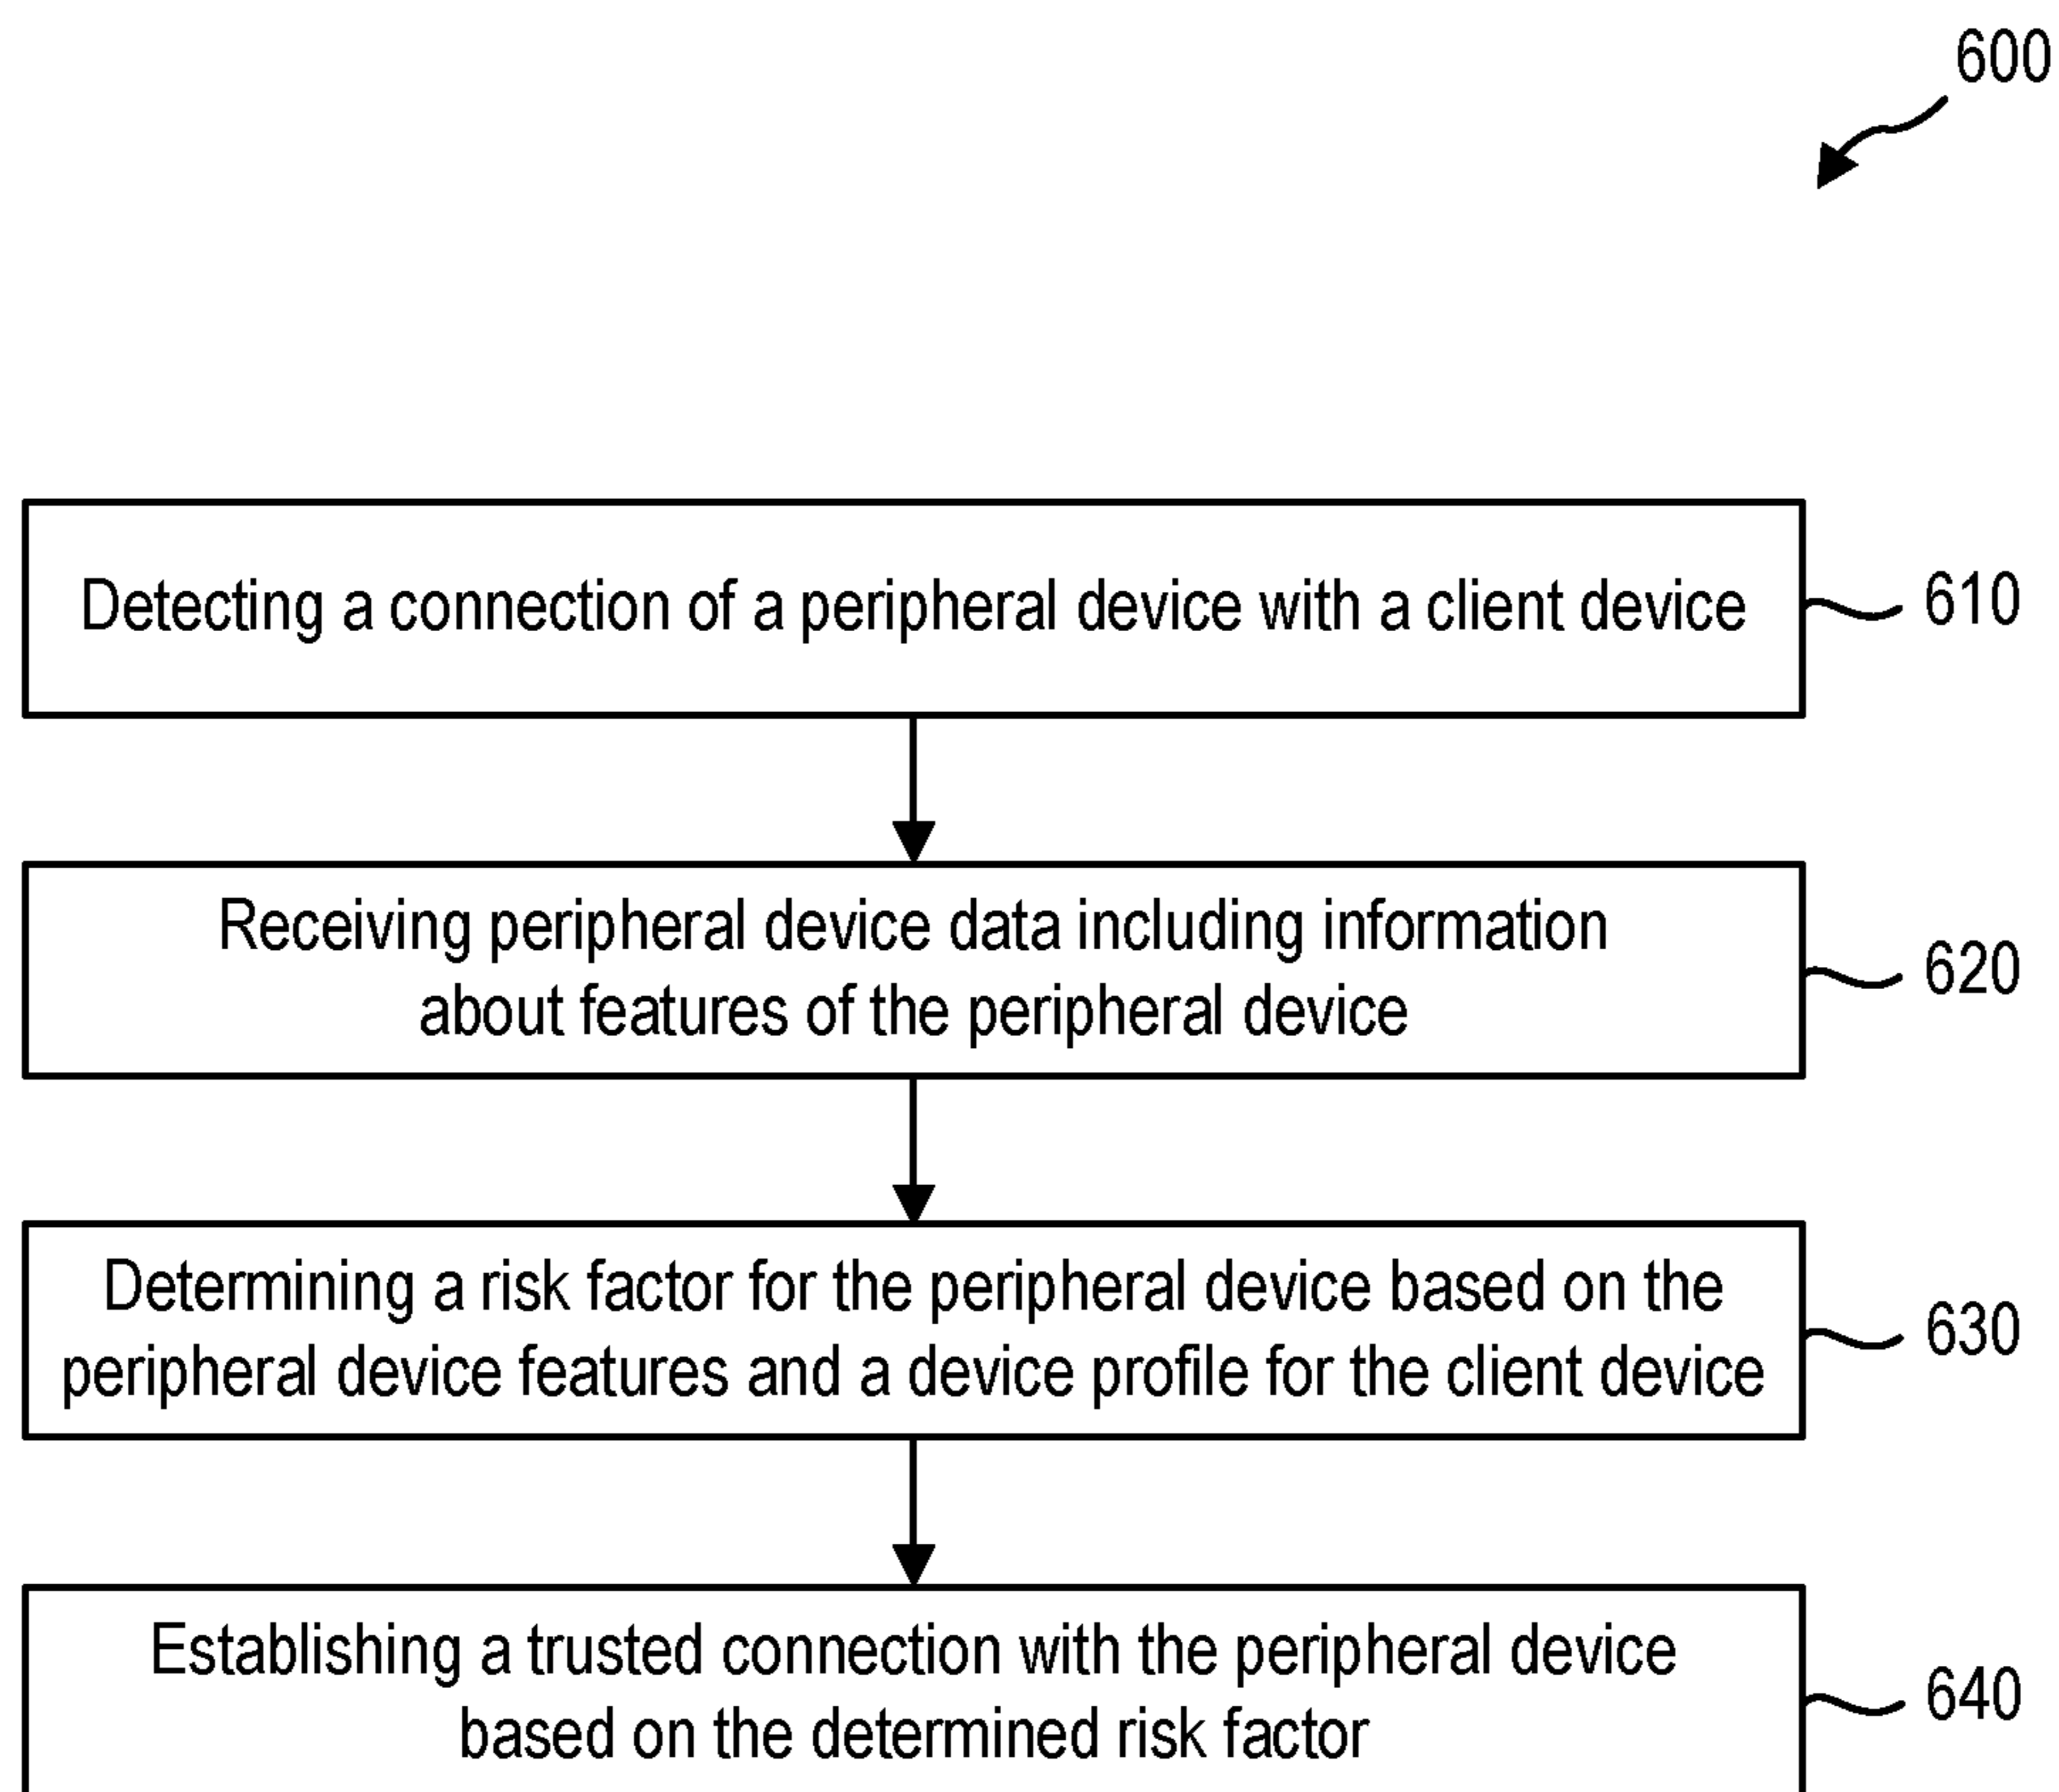 600
Detecting a connection of a peripheral device with a client device
610
Receiving peripheral device data including information
about features of the peripheral device
620
Determining a risk factor for the peripheral device based on the
peripheral device features and a device profile for the client device
630
Establishing a trusted connection with the peripheral device
based on the determined risk factor
640